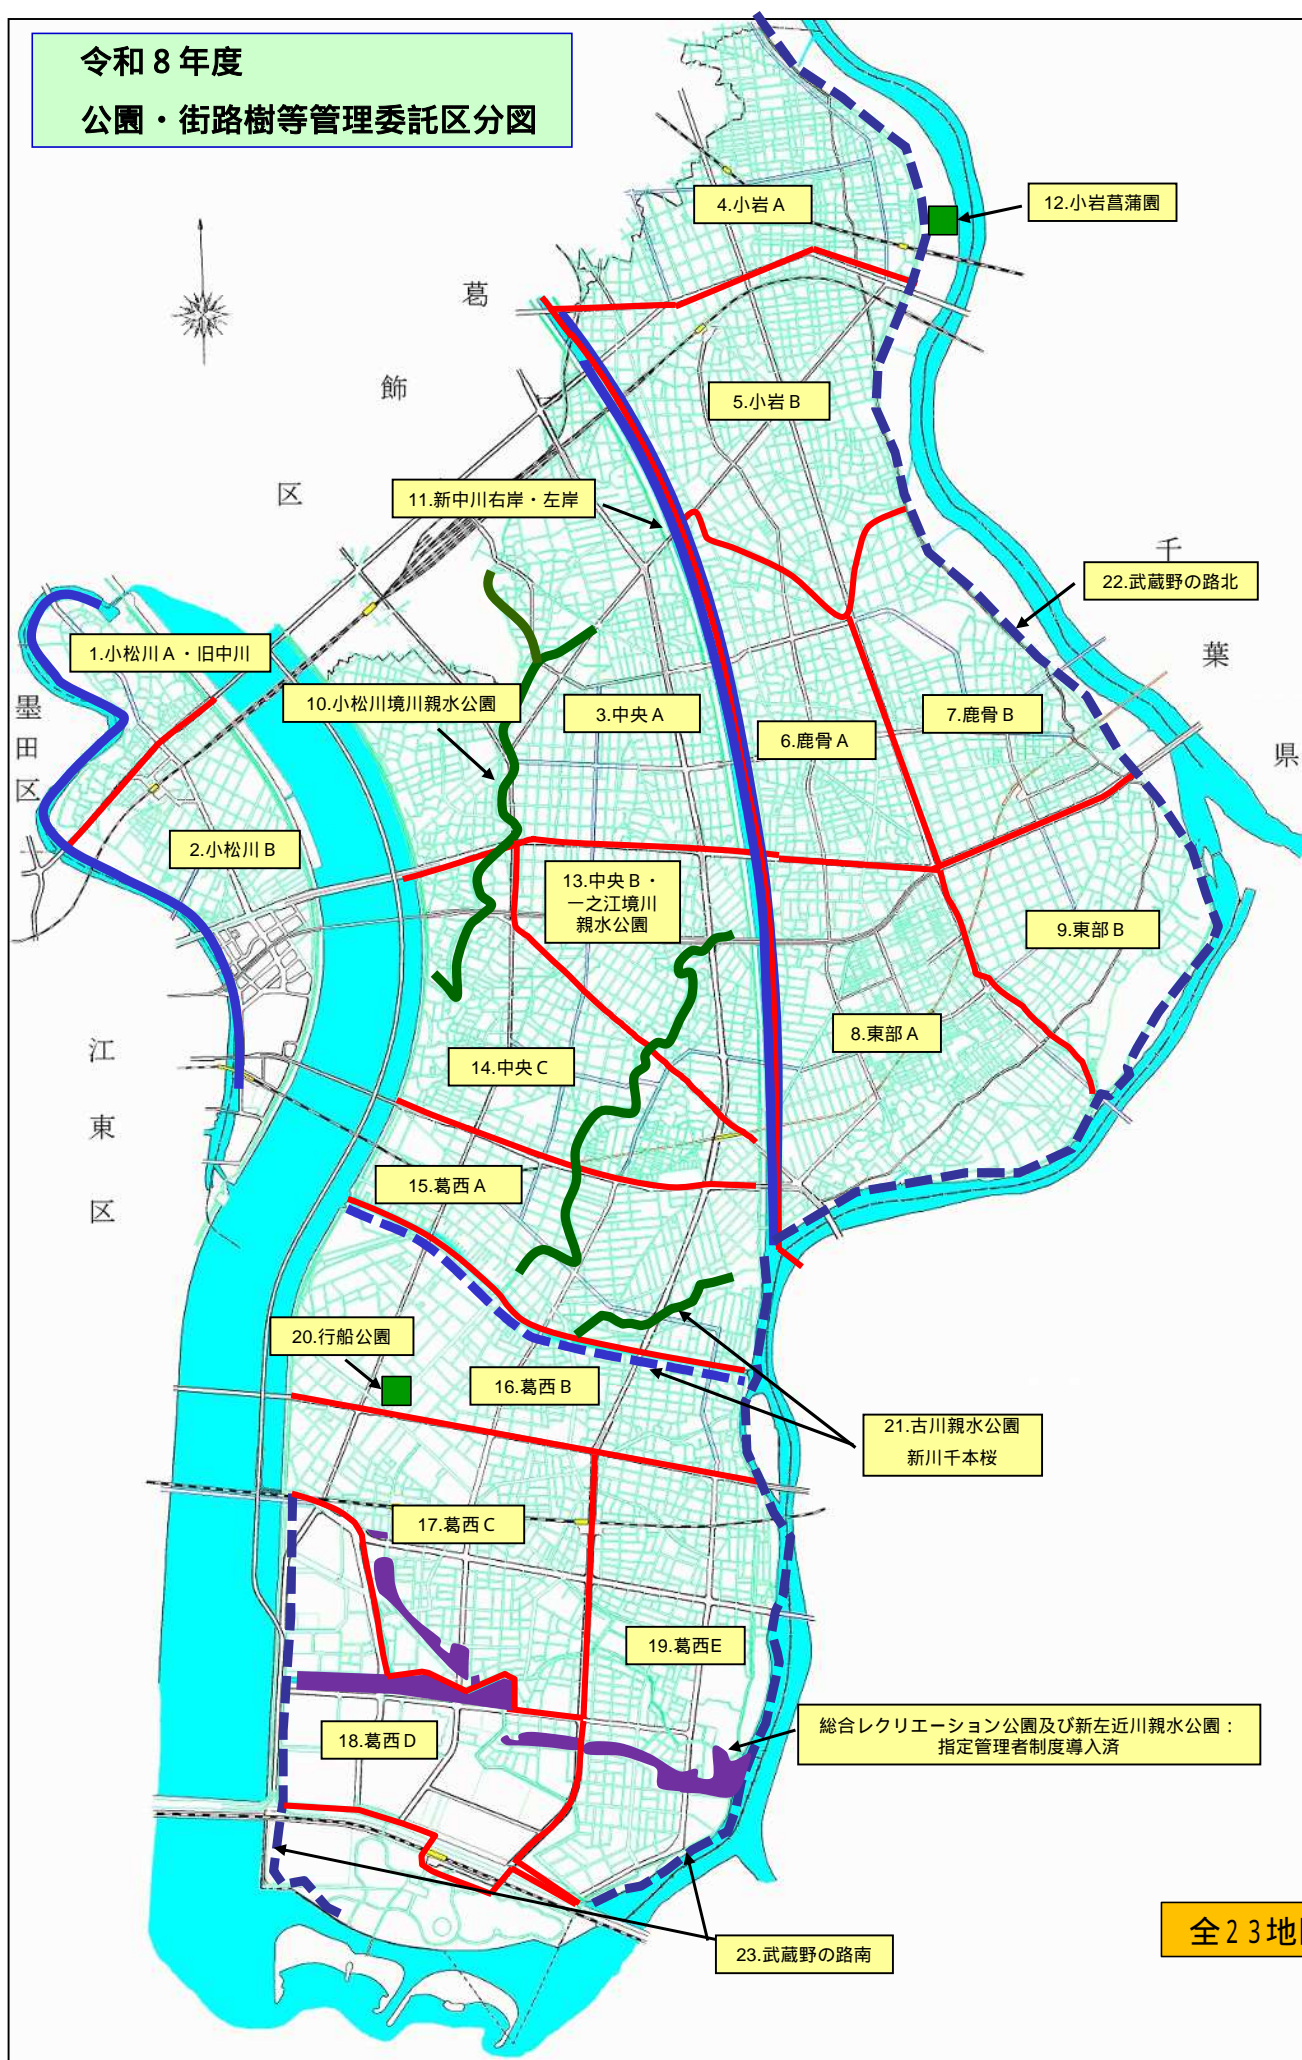 令和８年度
公園・街路樹等管理委託区分図
4.小岩Ａ
12.小岩菖蒲園
葛
飾
区
5.小岩Ｂ
11.新中川右岸・左岸
千
葉
県
22.武蔵野の路北
1.小松川Ａ・旧中川
10.小松川境川親水公園
3.中央Ａ
7.鹿骨Ｂ
6.鹿骨Ａ
墨
田
区
2.小松川Ｂ
13.中央Ｂ・
一之江境川
親水公園
9.東部Ｂ
8.東部Ａ
江
東
区
14.中央Ｃ
15.葛西Ａ
20.行船公園
16.葛西Ｂ
21.古川親水公園
新川千本桜
17.葛西Ｃ
19.葛西E
18.葛西Ｄ
総合レクリエーション公園及び新左近川親水公園：
指定管理者制度導入済
23.武蔵野の路南
全２３地